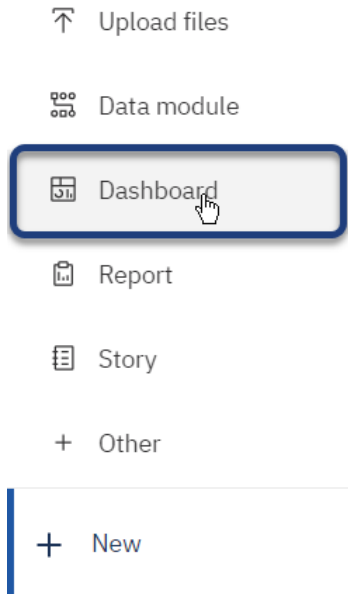 Upload files
Data module
Dashboard
Report
Story
Other
New